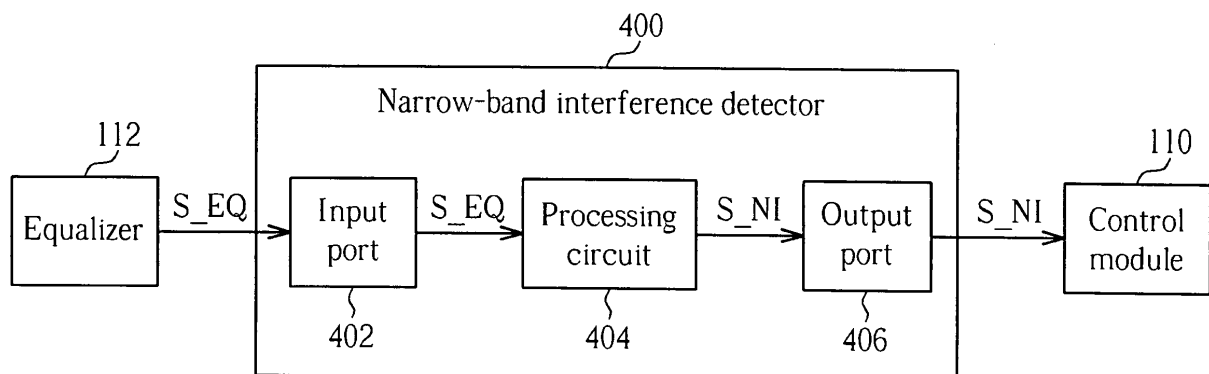 400
Narrow-band interference detector
112
110
Equalizer
S_EQ
Input
port
S_EQ
Processing
circuit
S_NI
Output
port
S_NI
Control
module
402
404
406